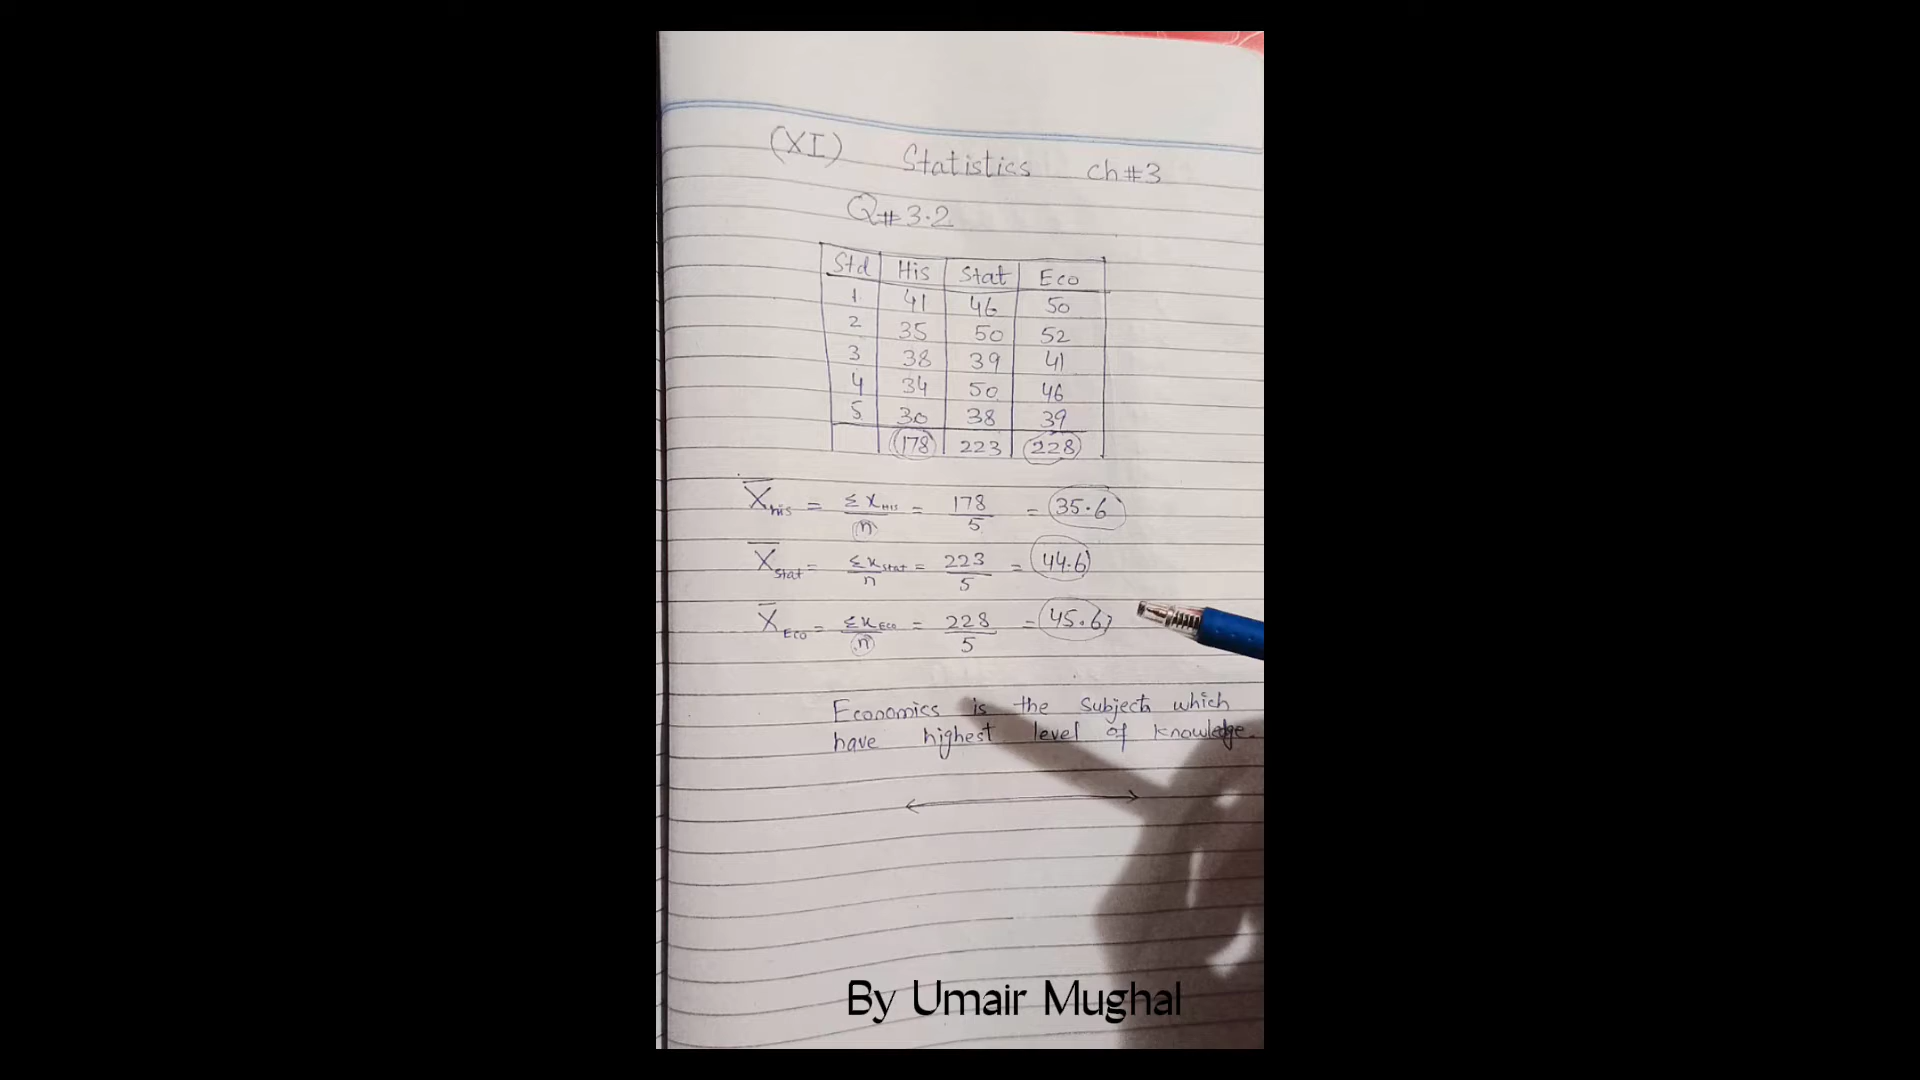 (XI) Statistics ch#3
Q#3.2
Std His Stat Eco
1 41 46 50
2 35 50 52
3 38 39 41
4 34 50 46
5 30 38 39
178 223 228
X̅his = ΣXHis/n = 178/5 = 35.6
X̅stat = Σxstat/n = 223/5 = 44.6
X̅Eco = ΣxEco/n = 228/5 = 45.6
Economics is the subject which
have highest level of knowledge.
By Umair Mughal